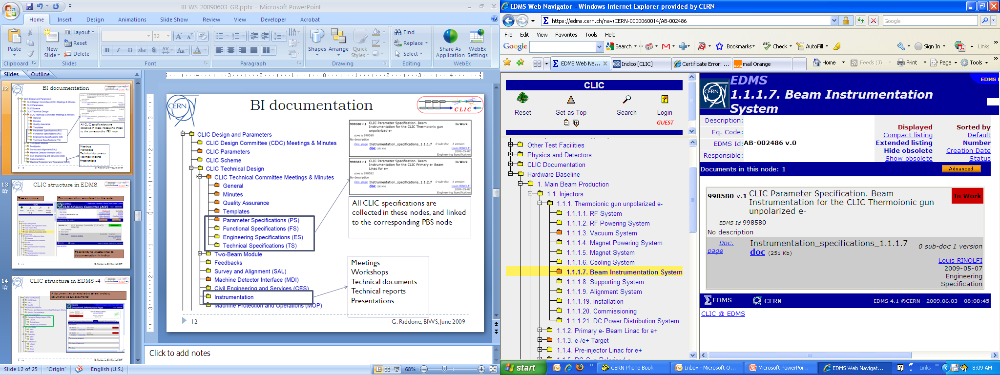 BI_WS_20090603_GR.pptx - Microsoft PowerPoint
Home Insert Design Animations Slide Show Review View Developer Acrobat
Paste
New Slide
Layout
Reset
Delete
32
Shapes Arrange Quick Styles
Find
Replace
Select
Share As Application
WebEx Settings
Clipboard Slides Font Paragraph Drawing Editing WebEx
Slides Outline
12
BI documentation
13
CLIC structure in EDMS
Tree structure
Documentation associated to the node
Possibility to create links to documentation in Indico
14
CLIC structure in EDMS -4
A document can be attached to several projects, documents (as sub-documents)
BI documentation
CERN
CLIC
CLIC Design and Parameters
CLIC Design Committee (CDC) Meetings & Minutes
CLIC Parameters
CLIC Scheme
CLIC Technical Design
CLIC Technical Committee Meetings & Minutes
General
Minutes
Quality Assurance
Templates
Parameter Specifications (PS)
Functional Specifications (FS)
Engineering Specifications (ES)
Technical Specifications (TS)
Two-Beam Module
Feedbacks
Survey and Alignment (SAL)
Machine Detector Interface (MDI)
Civil Engineering and Services (CES)
Instrumentation
Machine Protection and Operations (MOP)
998580 v.1 CLIC Parameter Specification. Beam In Work
Instrumentation for the CLIC Thermoionic gun
unpolarized e-
EDMS Id 998580
No description
Doc. page Instrumentation_specifications_1.1.1.7 0 sub-doc 1 version
doc (251 Kb) Louis RINOLFI
2009-05-07
Engineering Specification
998582 v.1 CLIC Parameter Specification. Beam In Work
Instrumentation for the CLIC Primary e- Beam
Linac for e+
EDMS Id 998582
No description
Doc. page Instrumentation_specifications_1.1.2.7 0 sub-doc 1 version
doc (263 Kb) Louis RINOLFI
2009-05-07
Engineering Specification
All CLIC specifications are
collected in these nodes, and linked
to the corresponding PBS node
Meetings
Workshops
Technical documents
Technical reports
Presentations
12
G. Riddone, BIWS, June 2009
Click to add notes
Slide 12 of 25 "Origin" English (U.S.) 68%
EDMS Web Navigator - Windows Internet Explorer provided by CERN
https://edms.cern.ch/nav/CERN-0000060014/AB-002486
Google
File Edit View Favorites Tools Help
Google Search Bookmarks Check AutoFill Sign In Links
EDMS Web Na... Indico [CLIC] Certificate Error: ... mail Orange
Home Feeds (J) Print Page Tools
CLIC
Reset Set as Top Search Login
GUEST
Other Test Facilities
Physics and Detectors
CLIC Documentation
Hardware Baseline
1. Main Beam Production
1.1. Injectors
1.1.1. Thermoionic gun unpolarized e-
1.1.1.1. RF System
1.1.1.2. RF Powering System
1.1.1.3. Vacuum System
1.1.1.4. Magnet Powering System
1.1.1.5. Magnet System
1.1.1.6. Cooling System
1.1.1.7. Beam Instrumentation System
1.1.1.8. Supporting System
1.1.1.9. Alignment System
1.1.1.19. Installation
1.1.1.20. Commissioning
1.1.1.21. DC Power Distribution System
1.1.2. Primary e- Beam Linac for e+
1.1.3. e-/e+ Target
1.1.4. Pre-injector Linac for e+
CERN
EDMS
1.1.1.7. Beam Instrumentation
System
Description:
Eq. Code:
EDMS Id: AB-002486 v.0
Responsible:
Displayed
Compact listing
Extended listing
Hide obsolete
Show obsolete
Sorted by
Default
Number
Creation Date
Status
Documents in this node: 1
Advanced
998580 v.1 CLIC Parameter Specification. Beam In Work
Instrumentation for the CLIC Thermoionic gun
unpolarized e-
EDMS Id 998580
No description
Doc. page
Instrumentation_specifications_1.1.1.7 0 sub-doc 1 version
doc (251 Kb)
Louis RINOLFI
2009-05-07
Engineering
Specification
EDMS CERN EDMS 4.1 ©CERN - 2009.06.03 - 08:08:45
CLIC @ EDMS
start
CERN Phone Book
Inbox - Microsoft O...
Microsoft PowerPoi...
EDMS Web Navigat...
Links
8:09 AM